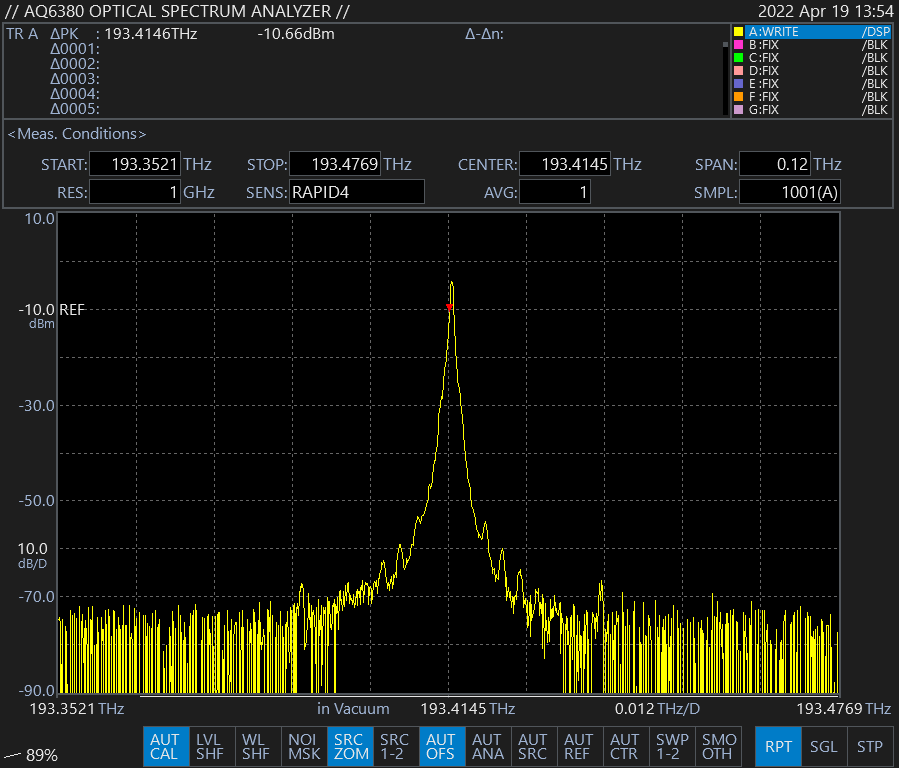 // AQ6380 OPTICAL SPECTRUM ANALYZER // 2022 Apr 19 13:54
TR A ΔPK : 193.4146THz -10.66dBm Δ-Δn:
Δ0001:
Δ0002:
Δ0003:
Δ0004:
Δ0005:
A:WRITE /DSP
B:FIX /BLK
C:FIX /BLK
D:FIX /BLK
E:FIX /BLK
F:FIX /BLK
G:FIX /BLK
<Meas. Conditions>
START: 193.3521 THz STOP: 193.4769 THz CENTER: 193.4145 THz SPAN: 0.12 THz
RES: 1 GHz SENS: RAPID4 AVG: 1 SMPL: 1001(A)
10.0
-10.0 REF
dBm
-30.0
-50.0
10.0
dB/D
-70.0
-90.0
193.3521 THz in Vacuum 193.4145 THz 0.012 THz/D 193.4769 THz
89%
AUT CAL
LVL SHF
WL SHF
NOI MSK
SRC ZOM
SRC 1-2
AUT OFS
AUT ANA
AUT SRC
AUT REF
AUT CTR
SWP 1-2
SMO OTH
RPT
SGL
STP